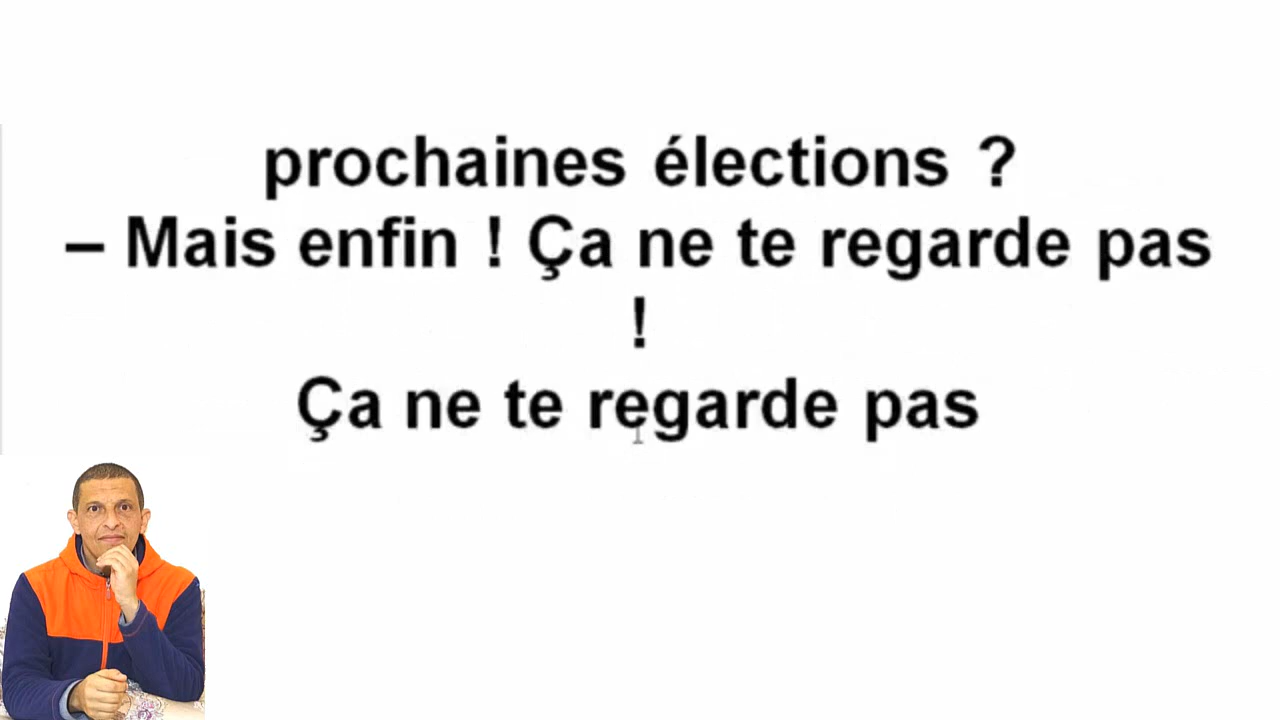 prochaines élections ?
– Mais enfin ! Ça ne te regarde pas
!
Ça ne te regarde pas